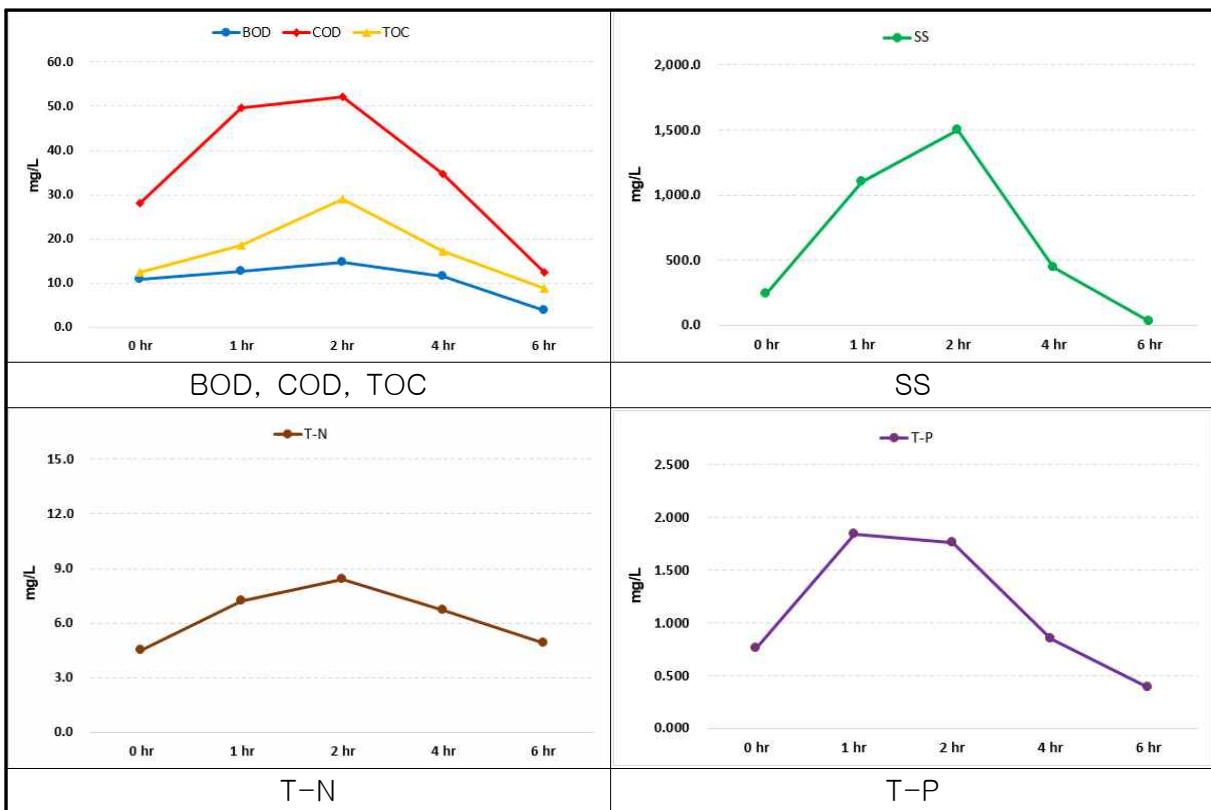 BOD COD TOC
60.0
50.0
40.0
30.0
20.0
10.0
0.0
mg/L
0 hr 1 hr 2 hr 4 hr 6 hr
BOD, COD, TOC
SS
2,000.0
1,500.0
1,000.0
500.0
0.0
mg/L
0 hr 1 hr 2 hr 4 hr 6 hr
SS
T-N
15.0
12.0
9.0
6.0
3.0
0.0
mg/L
0 hr 1 hr 2 hr 4 hr 6 hr
T-N
T-P
2.500
2.000
1.500
1.000
0.500
0.000
mg/L
0 hr 1 hr 2 hr 4 hr 6 hr
T-P